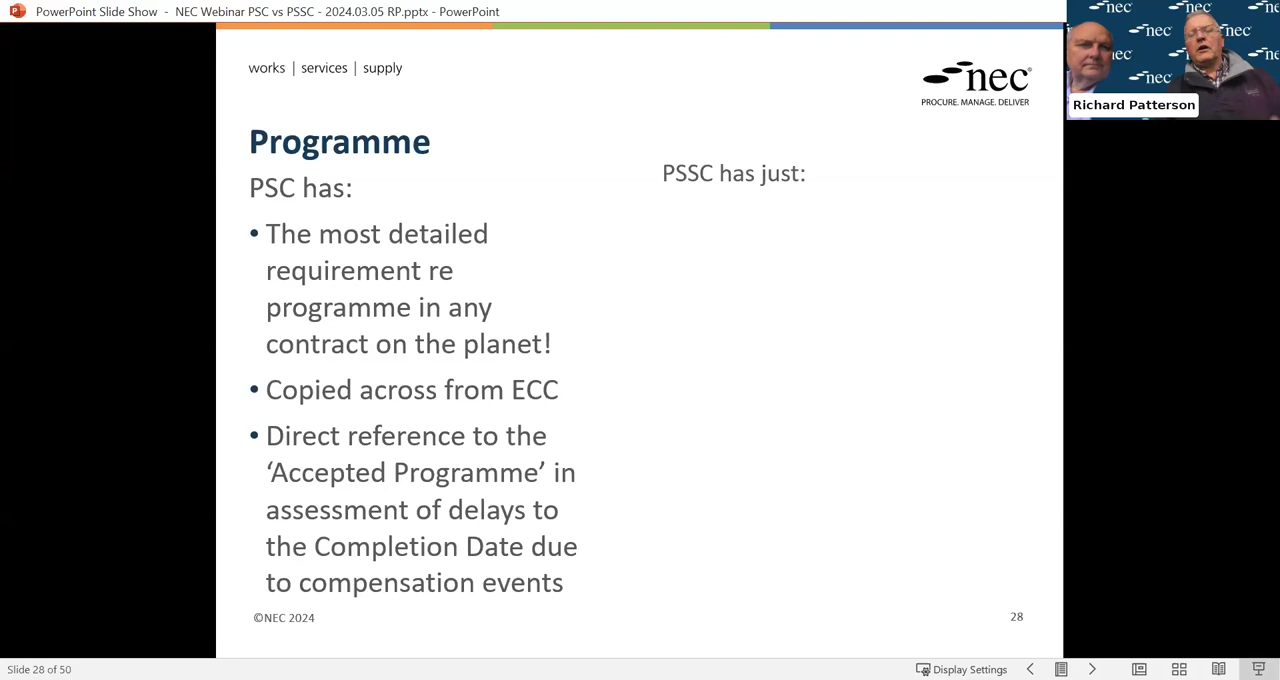 PowerPoint Slide Show - NEC Webinar PSC vs PSSC - 2024.03.05 RP.pptx - PowerPoint
works | services | supply
nec
PROCURE. MANAGE. DELIVER
Richard Patterson
Programme
PSC has:
• The most detailed
requirement re
programme in any
contract on the planet!
• Copied across from ECC
• Direct reference to the
‘Accepted Programme’ in
assessment of delays to
the Completion Date due
to compensation events
PSSC has just:
©NEC 2024
28
Slide 28 of 50
Display Settings